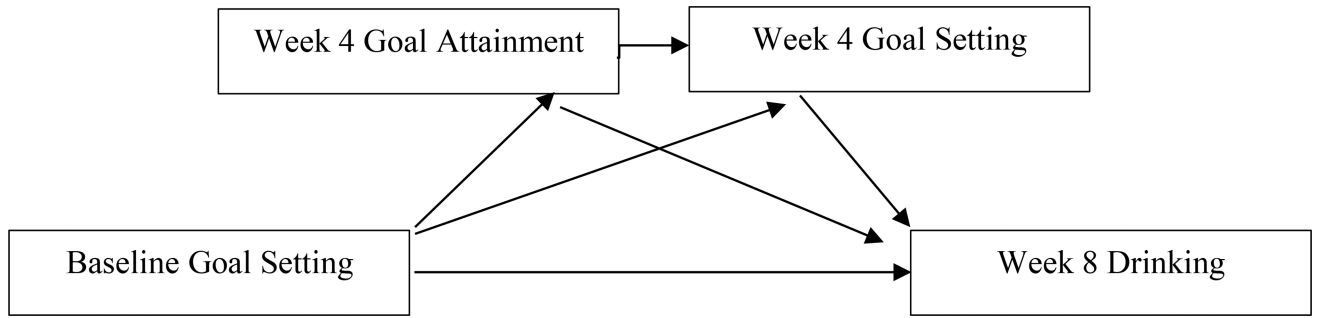 Week 4 Goal Attainment
Week 4 Goal Setting
Baseline Goal Setting
Week 8 Drinking